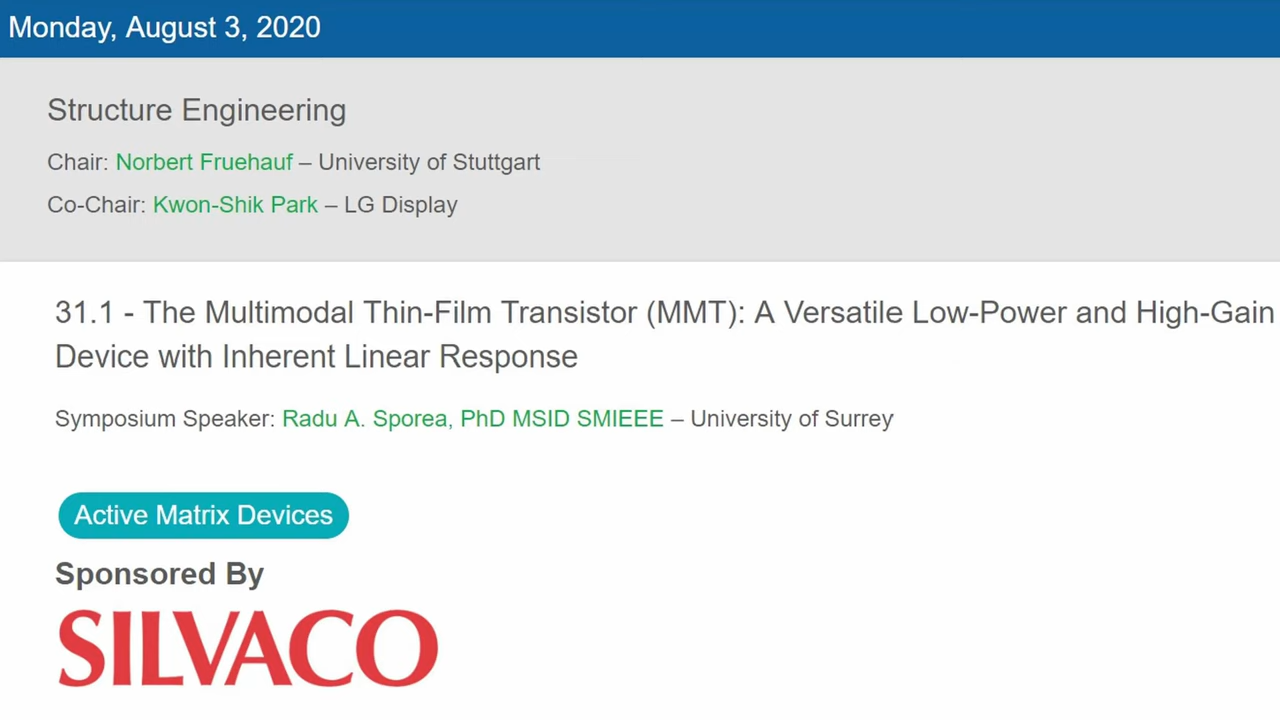 Monday, August 3, 2020
Structure Engineering
Chair: Norbert Fruehauf – University of Stuttgart
Co-Chair: Kwon-Shik Park – LG Display
31.1 - The Multimodal Thin-Film Transistor (MMT): A Versatile Low-Power and High-Gain
Device with Inherent Linear Response
Symposium Speaker: Radu A. Sporea, PhD MSID SMIEEE – University of Surrey
Active Matrix Devices
Sponsored By
SILVACO